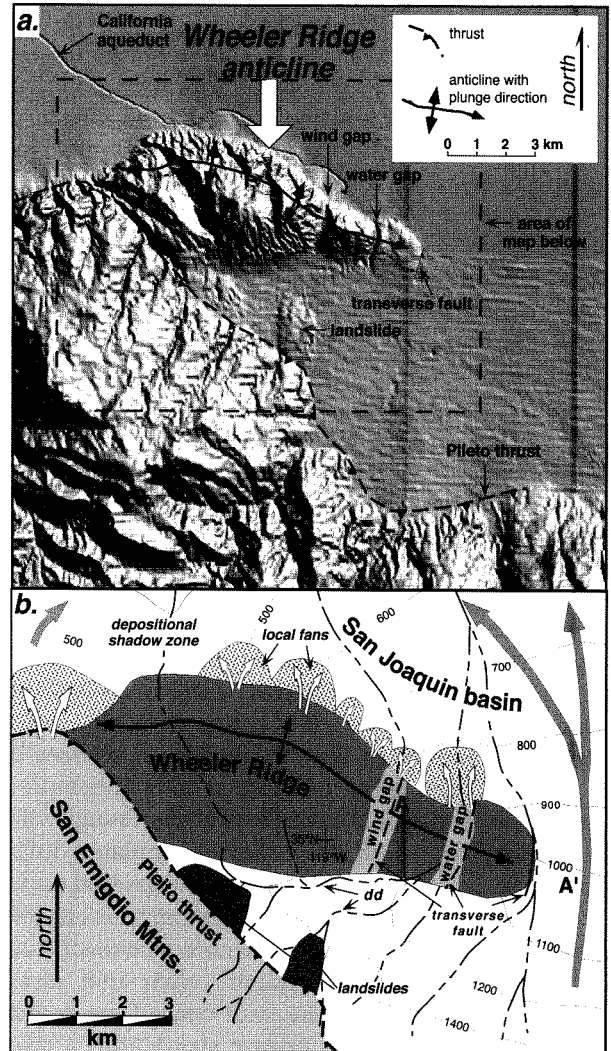 a.
California
aqueduct
Wheeler Ridge
anticline
wind gap
water gap
thrust
anticline with
plunge direction
north
0 1 2 3 km
area of
map below
transverse fault
landslide
Pleito thrust
b.
500
depositional
shadow zone
500
local fans
600
San Joaquin basin
700
800
900
1000
1100
1200
1400
Wheeler Ridge
wind gap
water gap
35°N
119°W
A'
San Emigdio Mtns.
Pleito thrust
dd
transverse
fault
landslides
north
0 1 2 3
km